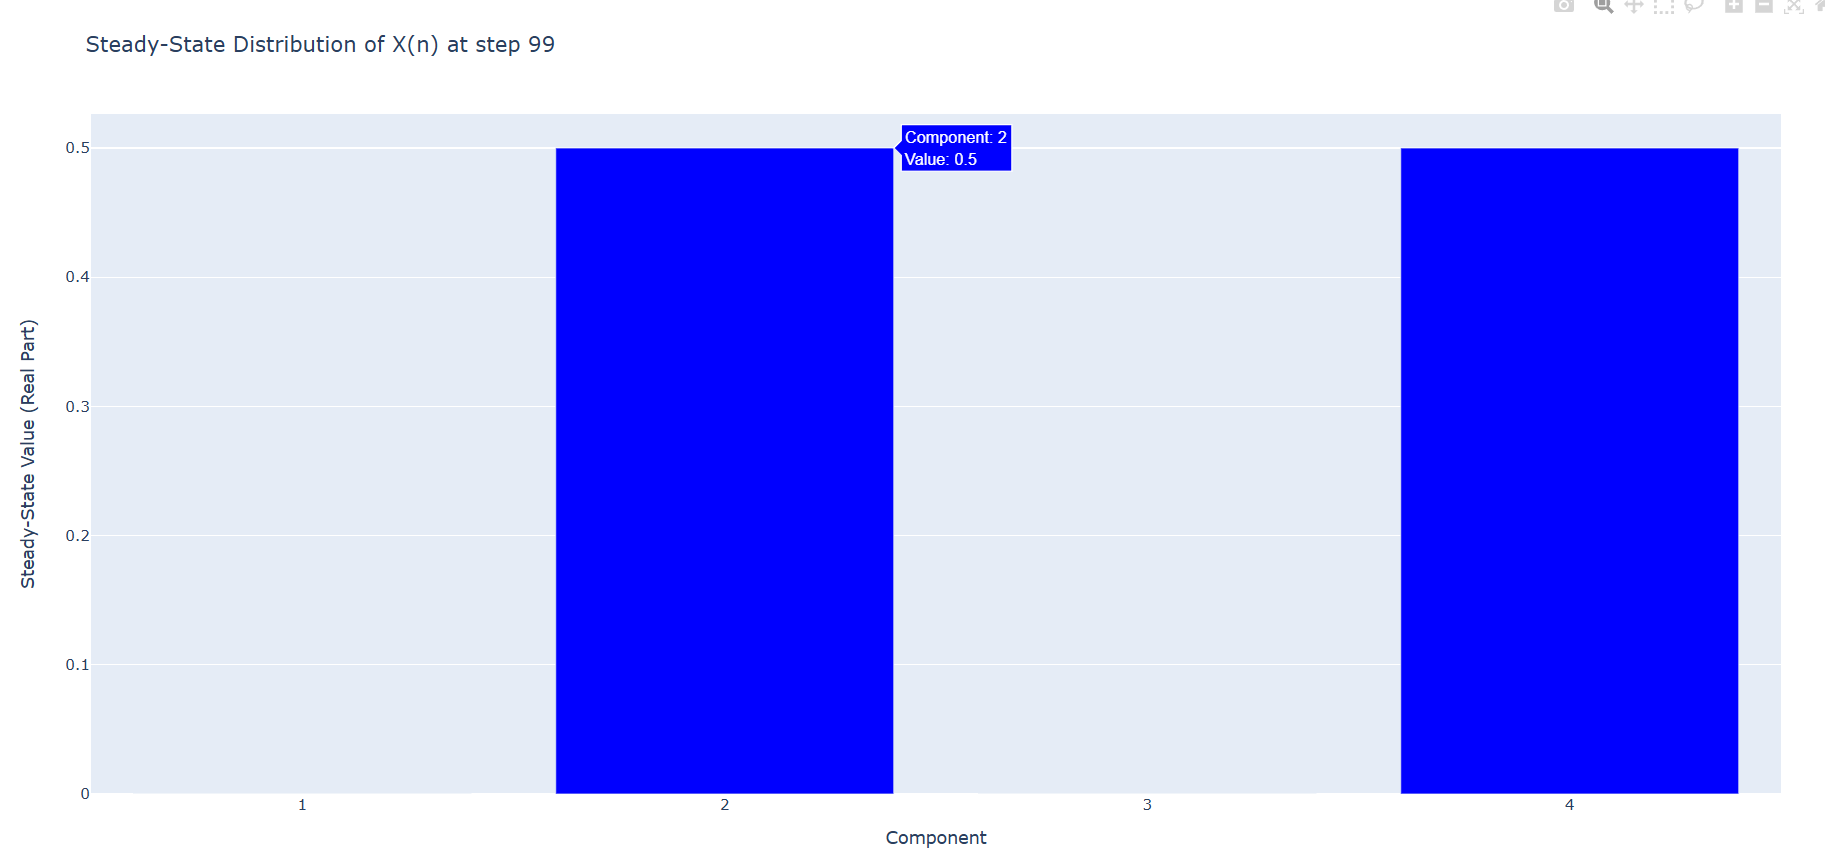 Steady-State Distribution of X(n) at step 99
Component: 2
Value: 0.5
0.5
0.4
0.3
0.2
0.1
0
Steady-State Value (Real Part)
1
2
3
4
Component